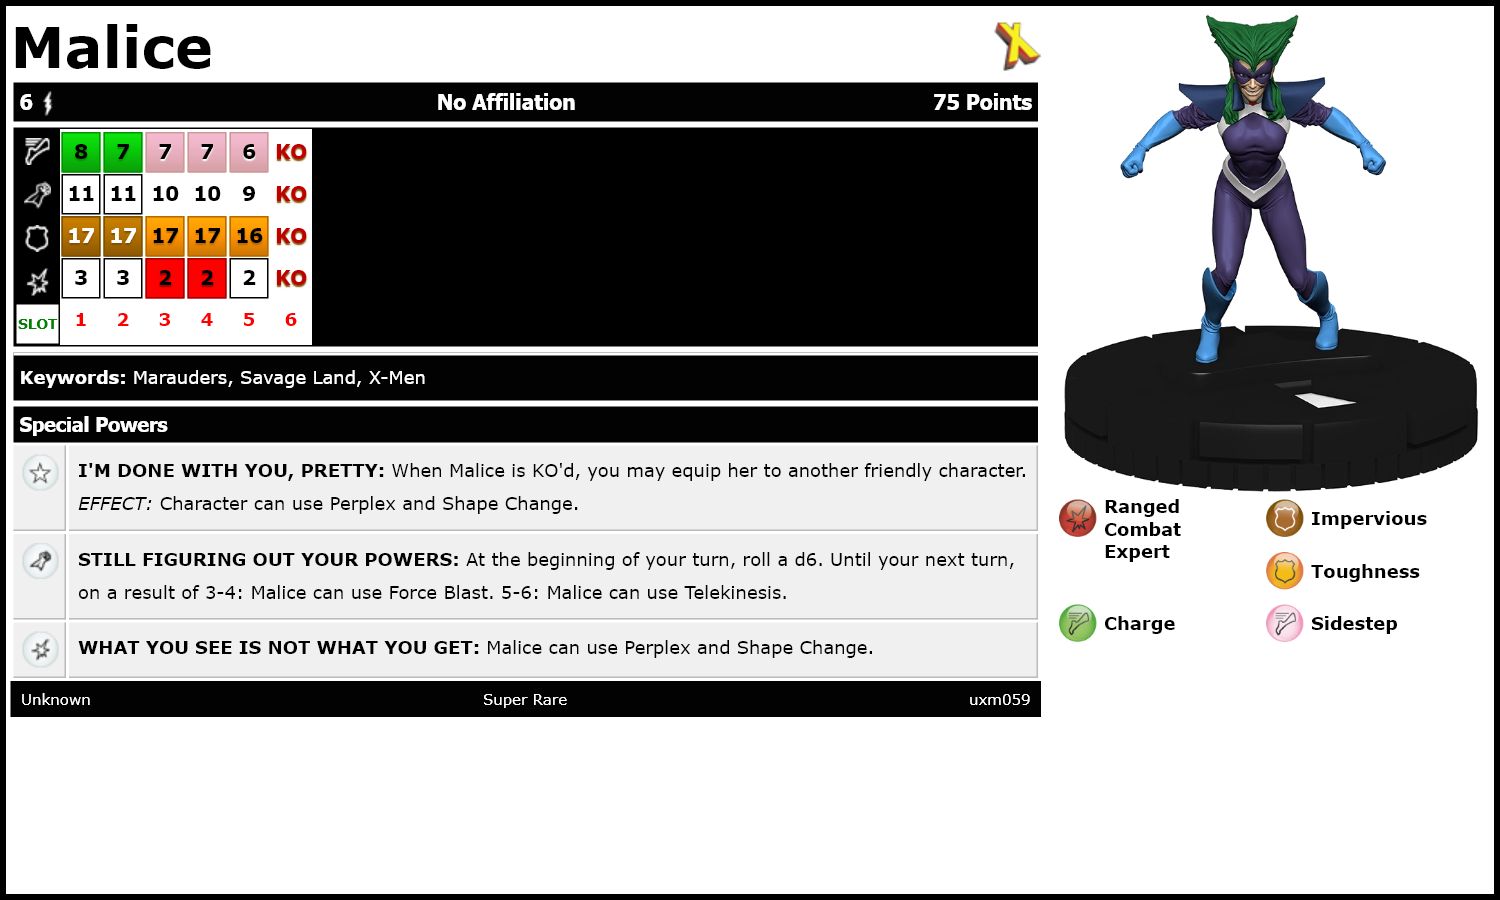 Malice
6 No Affiliation 75 Points
8 7 7 7 6 KO
11 11 10 10 9 KO
17 17 17 17 16 KO
3 3 2 2 2 KO
SLOT 1 2 3 4 5 6
Keywords: Marauders, Savage Land, X-Men
Special Powers
I'M DONE WITH YOU, PRETTY: When Malice is KO'd, you may equip her to another friendly character.
EFFECT: Character can use Perplex and Shape Change.
STILL FIGURING OUT YOUR POWERS: At the beginning of your turn, roll a d6. Until your next turn,
on a result of 3-4: Malice can use Force Blast. 5-6: Malice can use Telekinesis.
WHAT YOU SEE IS NOT WHAT YOU GET: Malice can use Perplex and Shape Change.
Unknown Super Rare uxm059
Ranged
Combat
Expert
Impervious
Toughness
Charge
Sidestep